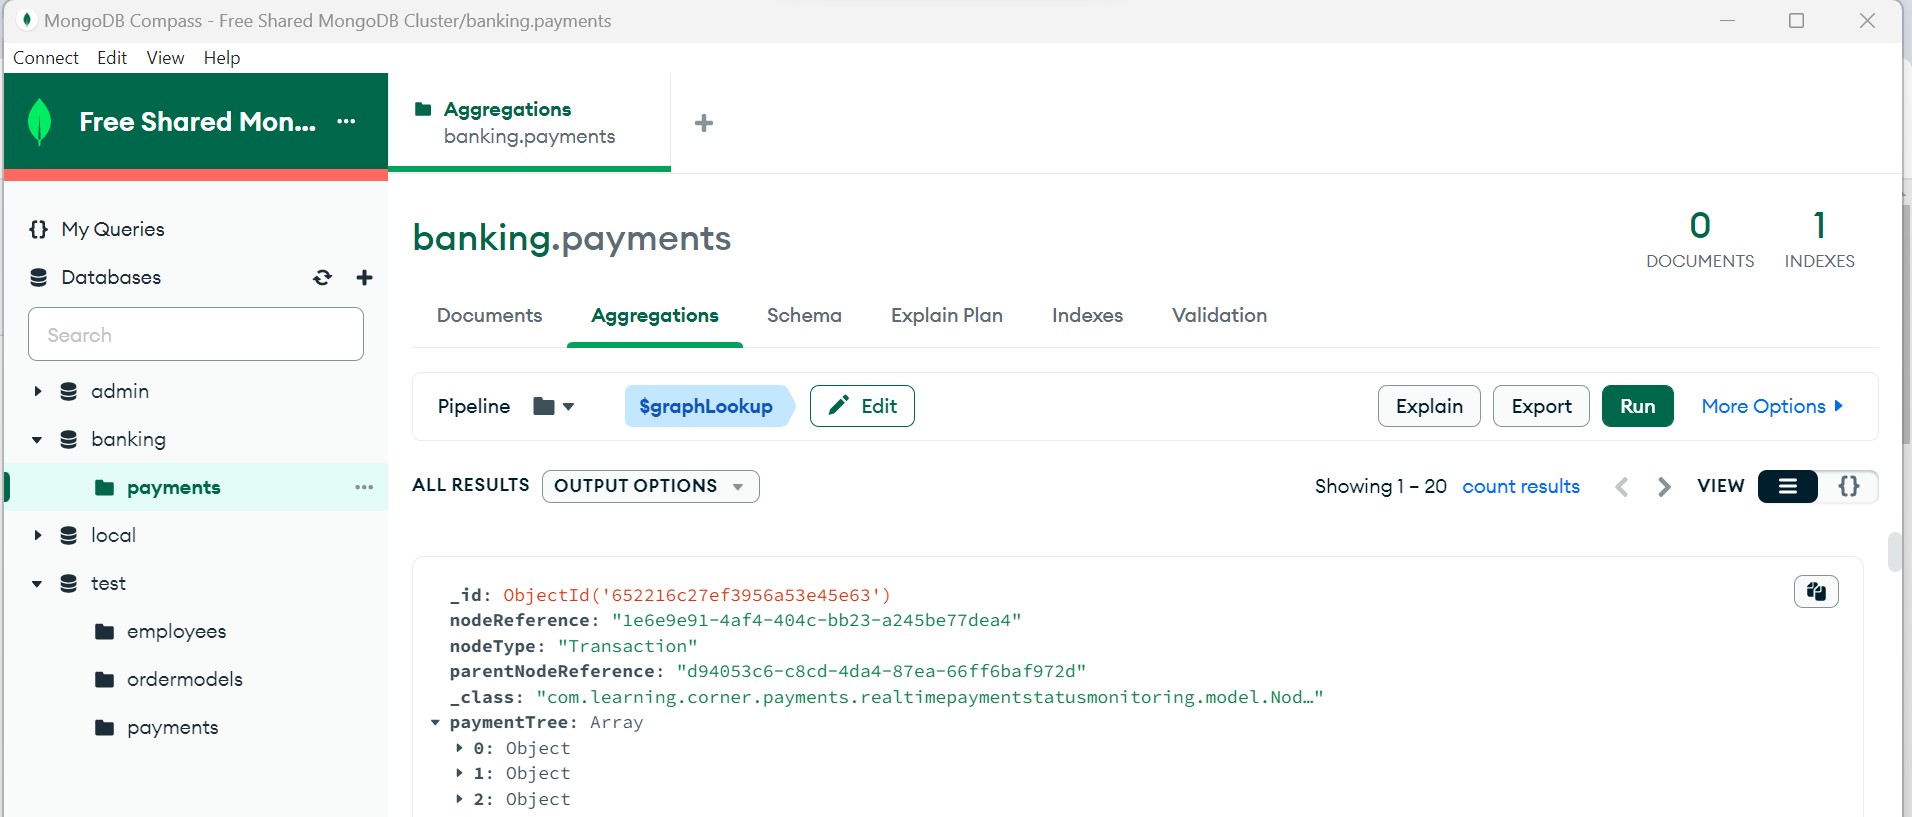 MongoDB Compass - Free Shared MongoDB Cluster/banking.payments
Connect Edit View Help
Free Shared Mon... ...
Aggregations
banking.payments
+
My Queries
Databases
Search
admin
banking
payments ...
local
test
employees
ordermodels
payments
banking.payments
0 DOCUMENTS
1 INDEXES
Documents Aggregations Schema Explain Plan Indexes Validation
Pipeline $graphLookup Edit Explain Export Run More Options
ALL RESULTS OUTPUT OPTIONS Showing 1 – 20 count results VIEW {}
_id: ObjectId('652216c27ef3956a53e45e63')
nodeReference: "1e6e9e91-4af4-404c-bb23-a245be77dea4"
nodeType: "Transaction"
parentNodeReference: "d94053c6-c8cd-4da4-87ea-66ff6baf972d"
_class: "com.learning.corner.payments.realtimepaymentstatusmonitoring.model.Nod…"
paymentTree: Array
0: Object
1: Object
2: Object